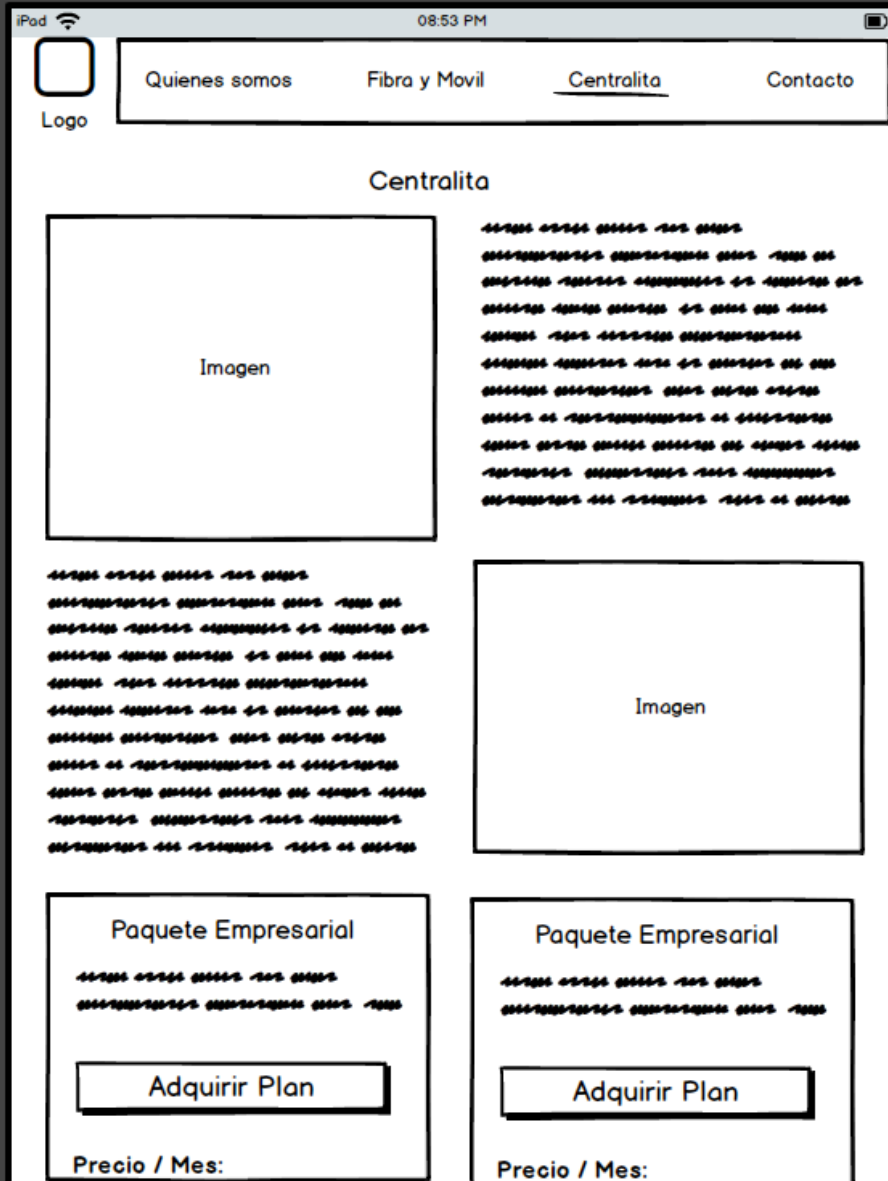 iPad 08:53 PM
Logo
Quienes somos Fibra y Movil Centralita Contacto
Centralita
Imagen
Imagen
Paquete Empresarial
Adquirir Plan
Precio / Mes:
Paquete Empresarial
Adquirir Plan
Precio / Mes: